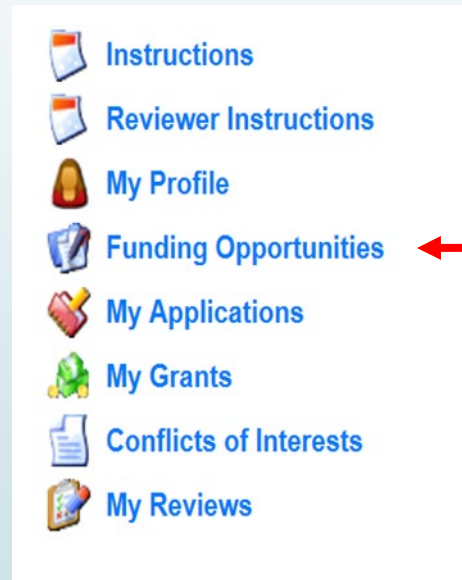 Instructions
Reviewer Instructions
My Profile
Funding Opportunities
My Applications
My Grants
Conflicts of Interests
My Reviews